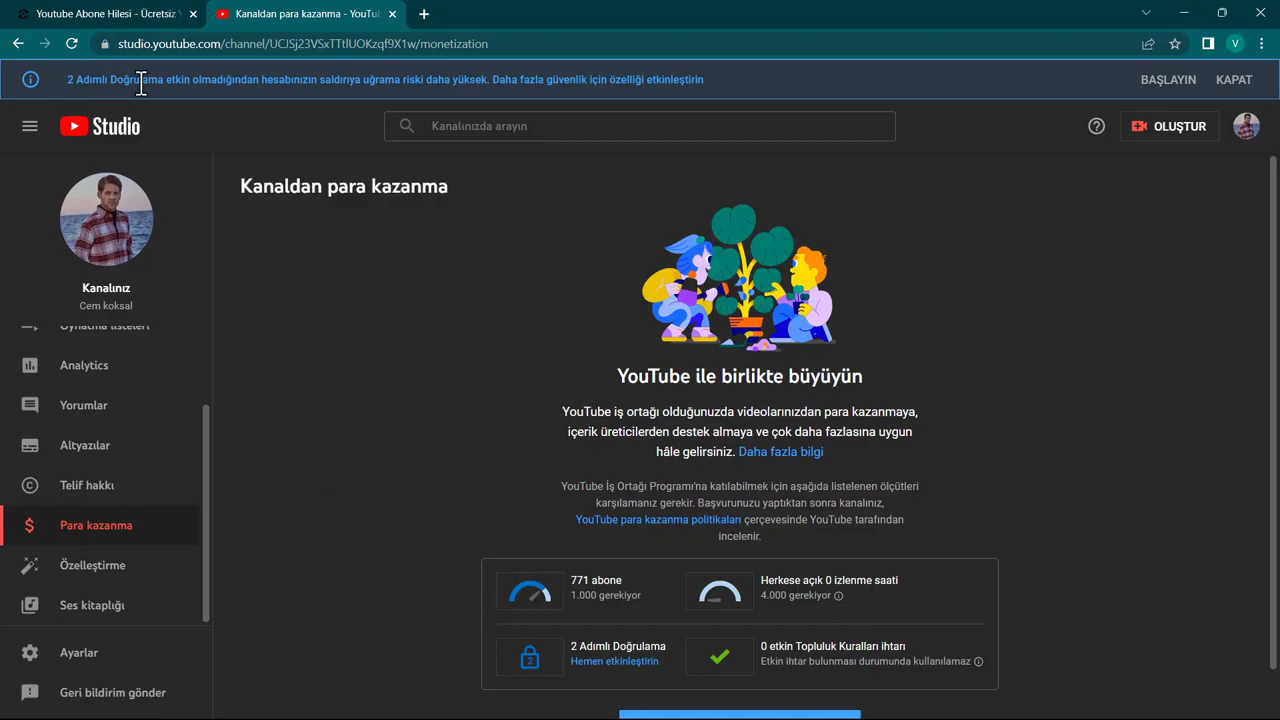 Youtube Abone Hilesi - Ücretsiz
Kanaldan para kazanma - YouTu
studio.youtube.com/channel/UCJSj23VSxTTtlUOKzqf9X1w/monetization
V
2 Adımlı Doğrulama etkin olmadığından hesabınızın saldırıya uğrama riski daha yüksek. Daha fazla güvenlik için özelliği etkinleştirin
BAŞLAYIN KAPAT
Studio
Kanalınızda arayın
OLUŞTUR
Kanalınız
Cem koksal
Oynatma listeleri
Analytics
Yorumlar
Altyazılar
Telif hakkı
Para kazanma
Özelleştirme
Ses kitaplığı
Ayarlar
Geri bildirim gönder
Kanaldan para kazanma
YouTube ile birlikte büyüyün
YouTube iş ortağı olduğunuzda videolarınızdan para kazanmaya,
içerik üreticilerden destek almaya ve çok daha fazlasına uygun
hâle gelirsiniz. Daha fazla bilgi
YouTube İş Ortağı Programı'na katılabilmek için aşağıda listelenen ölçütleri
karşılamanız gerekir. Başvurunuzu yaptıktan sonra kanalınız,
YouTube para kazanma politikaları çerçevesinde YouTube tarafından
incelenir.
771 abone
1.000 gerekiyor
Herkese açık 0 izlenme saati
4.000 gerekiyor
2 Adımlı Doğrulama
Hemen etkinleştirin
0 etkin Topluluk Kuralları ihtarı
Etkin ihtar bulunması durumunda kullanılamaz